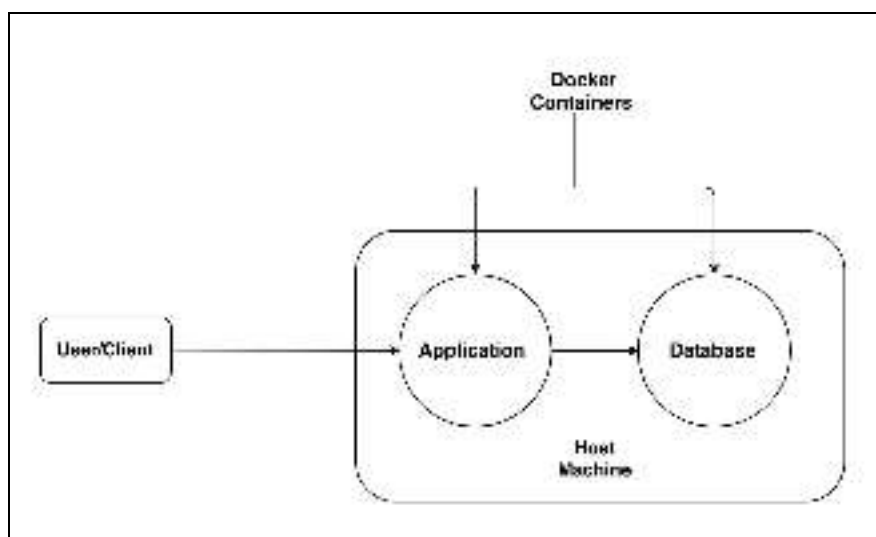 Docker
Containers
User/Client
Application
Database
Host
Machine